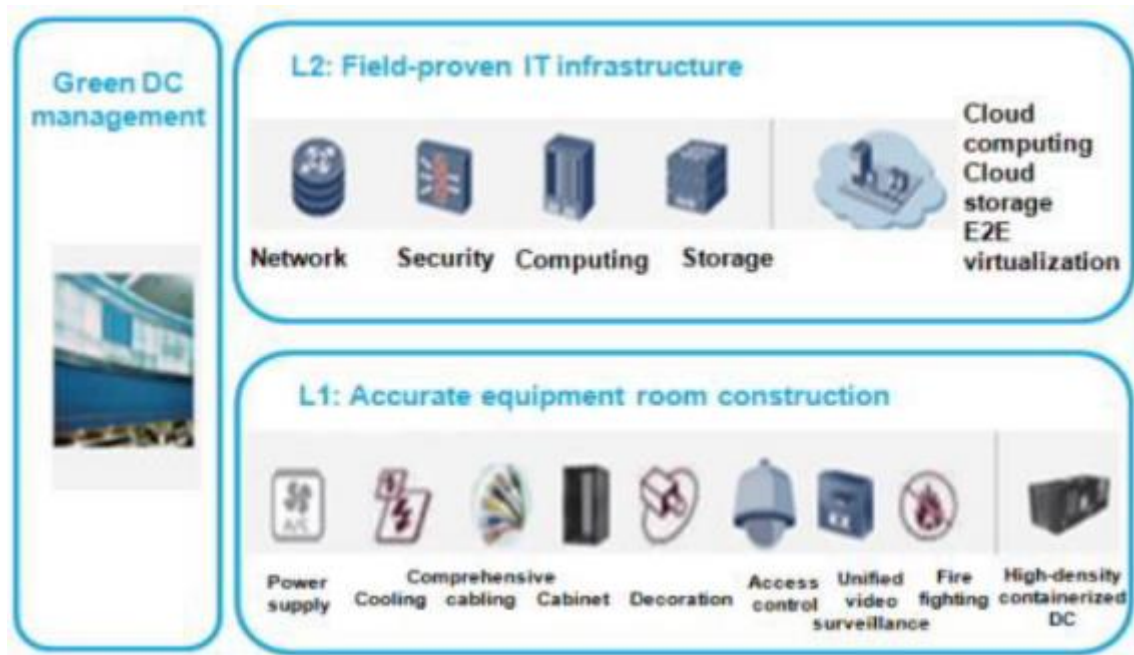 Green DC
management
L2: Field-proven IT infrastructure
Network
Security
Computing
Storage
Cloud
computing
Cloud
storage
E2E
virtualization
L1: Accurate equipment room construction
A/C
Power
supply
Cooling
Comprehensive
cabling
Cabinet
Decoration
Access
control
Unified
video
surveillance
Fire
fighting
High-density
containerized
DC